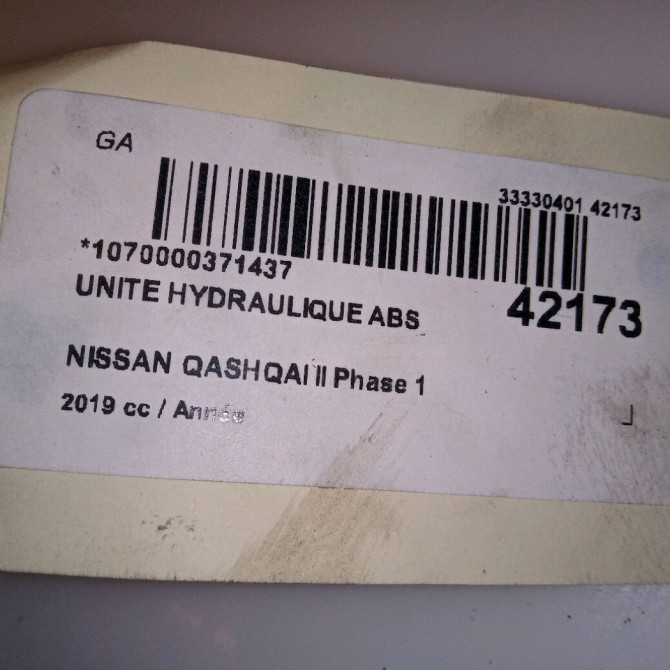 GA
33330401 42173
*1070000371437
UNITE HYDRAULIQUE ABS
42173
NISSAN QASHQAI II Phase 1
2019 cc / Année